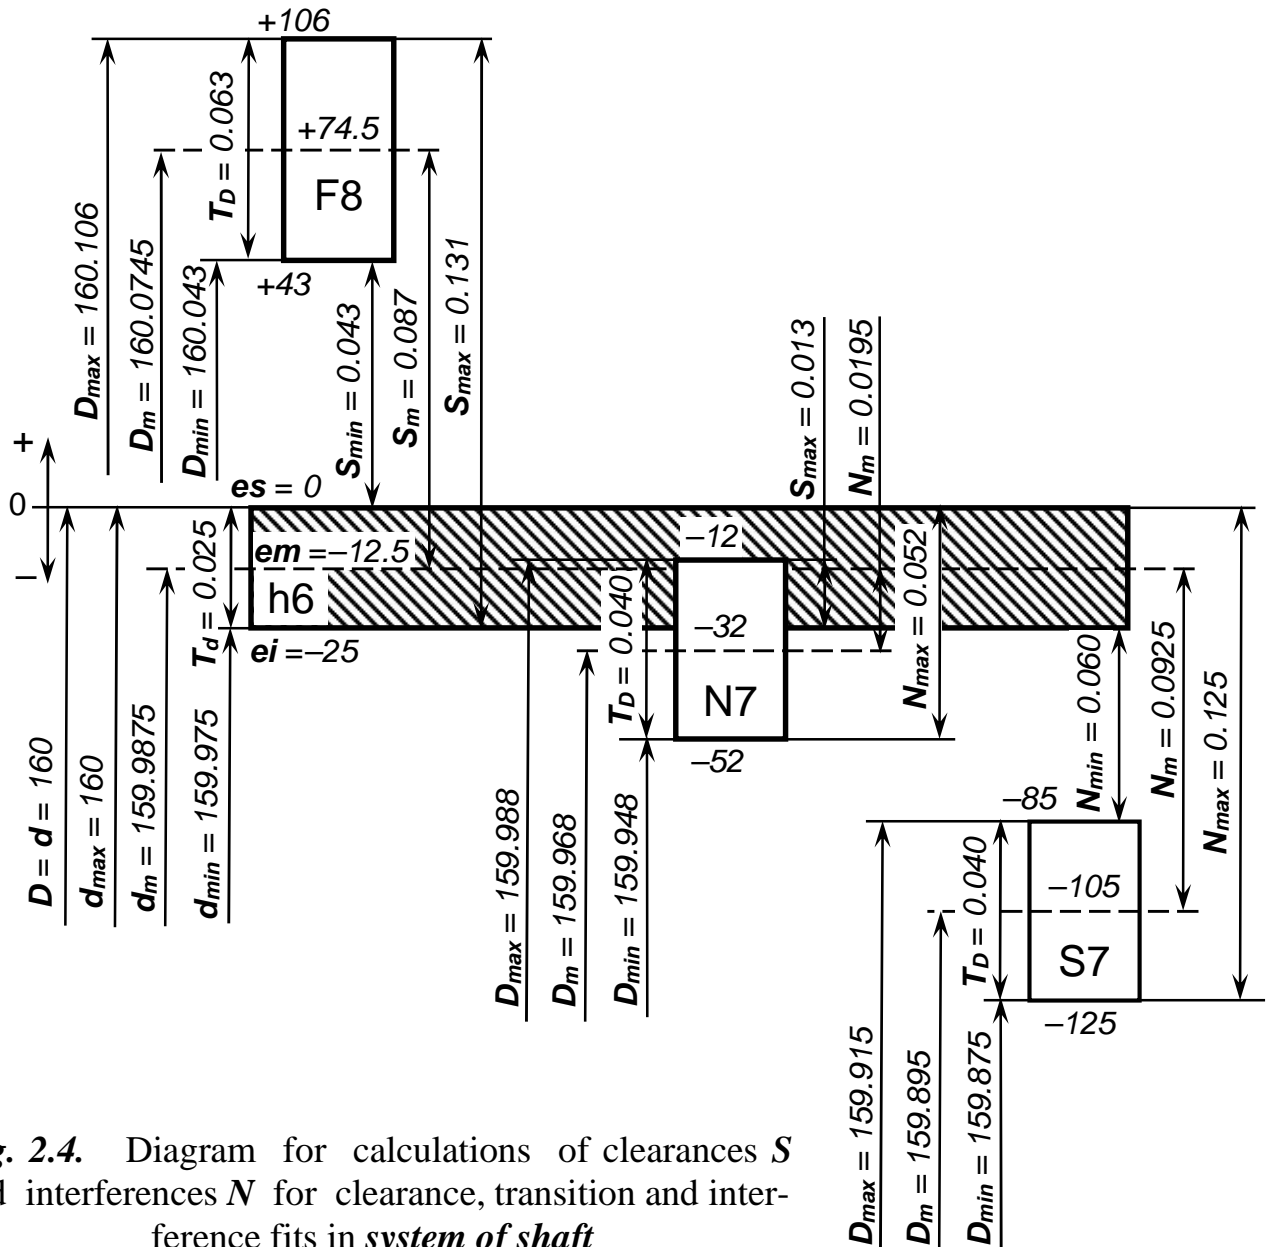 +106
T_D = 0.063
+74.5
F8
+43
D_max = 160.106
D_m = 160.0745
D_min = 160.043
S_min = 0.043
S_m = 0.087
S_max = 0.131
S_max = 0.013
N_m = 0.0195
+
0
–
es = 0
em =–12.5
h6
ei =–25
T_d = 0.025
D = d = 160
d_max = 160
d_m = 159.9875
d_min = 159.975
–12
–32
N7
–52
T_D = 0.040
N_max = 0.052
D_max = 159.988
D_m = 159.968
D_min = 159.948
N_min = 0.060
N_m = 0.0925
N_max = 0.125
–85
–105
S7
–125
T_D = 0.040
D_max = 159.915
D_m = 159.895
D_min = 159.875
2.4. Diagram for calculations of clearances S
interferences N for clearance, transition and inter-
ference fits in system of shaft